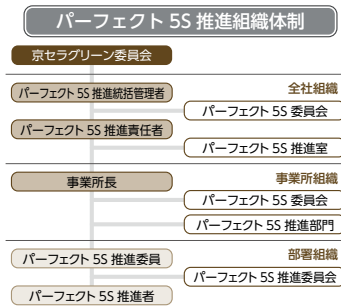 パーフェクト 5S 推進組織体制
京セラグリーン委員会
全社組織
パーフェクト 5S 推進統括管理者
パーフェクト 5S 委員会
パーフェクト 5S 推進責任者
パーフェクト 5S 推進室
事業所組織
事業所長
パーフェクト 5S 委員会
パーフェクト 5S 推進部門
部署組織
パーフェクト 5S 推進委員
パーフェクト 5S 推進委員会
パーフェクト 5S 推進者